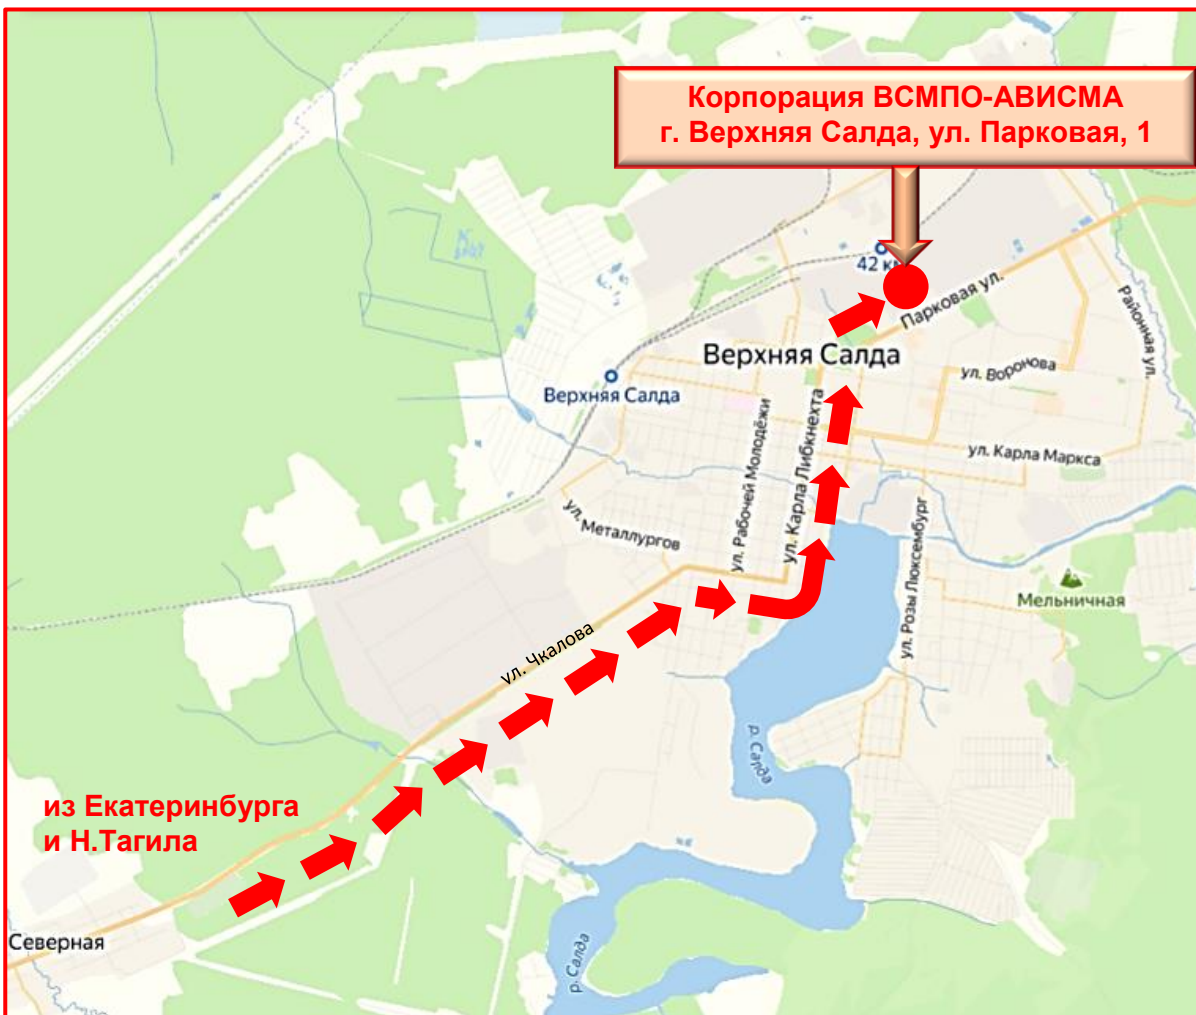 Корпорация ВСМПО-АВИСМА
г. Верхняя Салда, ул. Парковая, 1
Парковая ул.
Районная ул.
Верхняя Салда
ул. Воронова
Верхняя Салда
ул. Рабочей Молодёжи
ул. Карла Либкнехта
ул. Карла Маркса
ул. Металлургов
ул. Розы Люксембург
Мельничная
ул. Чкалова
р. Салда
из Екатеринбурга
и Н.Тагила
Северная
р. Салда